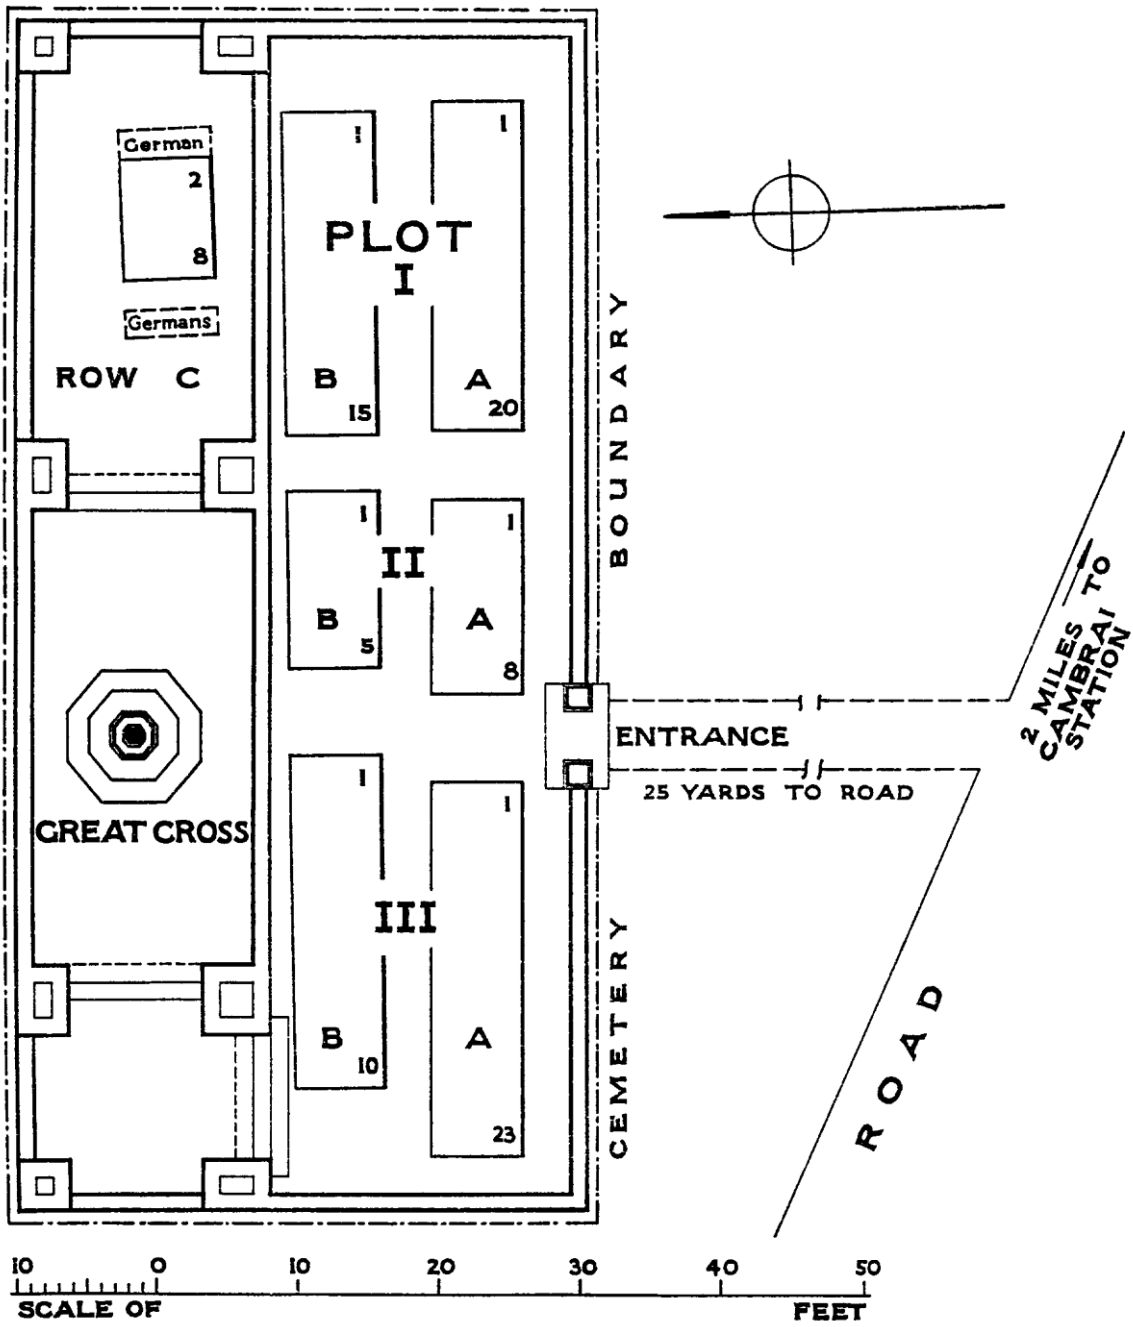 German
2
8
Germans
ROW C
1
1
PLOT
I
B
15
A
20
BOUNDARY
1
1
II
B
5
A
8
2 MILES TO
CAMBRAI
STATION
ENTRANCE
25 YARDS TO ROAD
GREAT CROSS
1
1
III
B
10
A
23
CEMETERY
ROAD
10 0 10 20 30 40 50
SCALE OF FEET